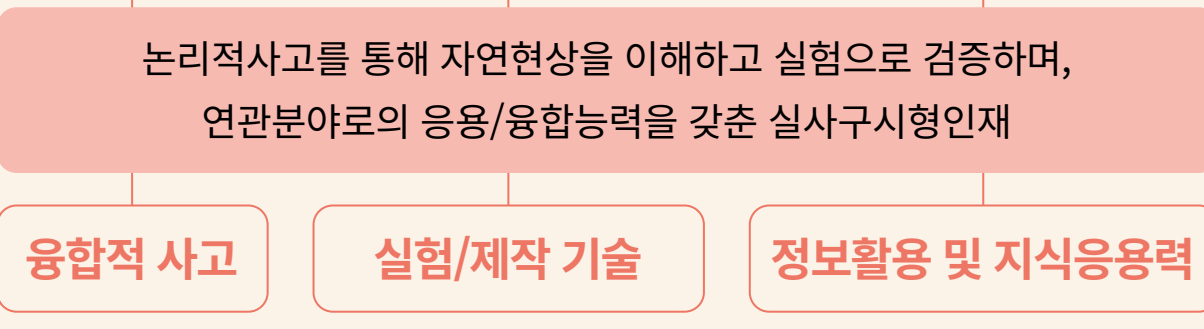 논리적사고를 통해 자연현상을 이해하고 실험으로 검증하며,
연관분야로의 응용/융합능력을 갖춘 실사구시형인재
융합적 사고
실험/제작 기술
정보활용 및 지식응용력